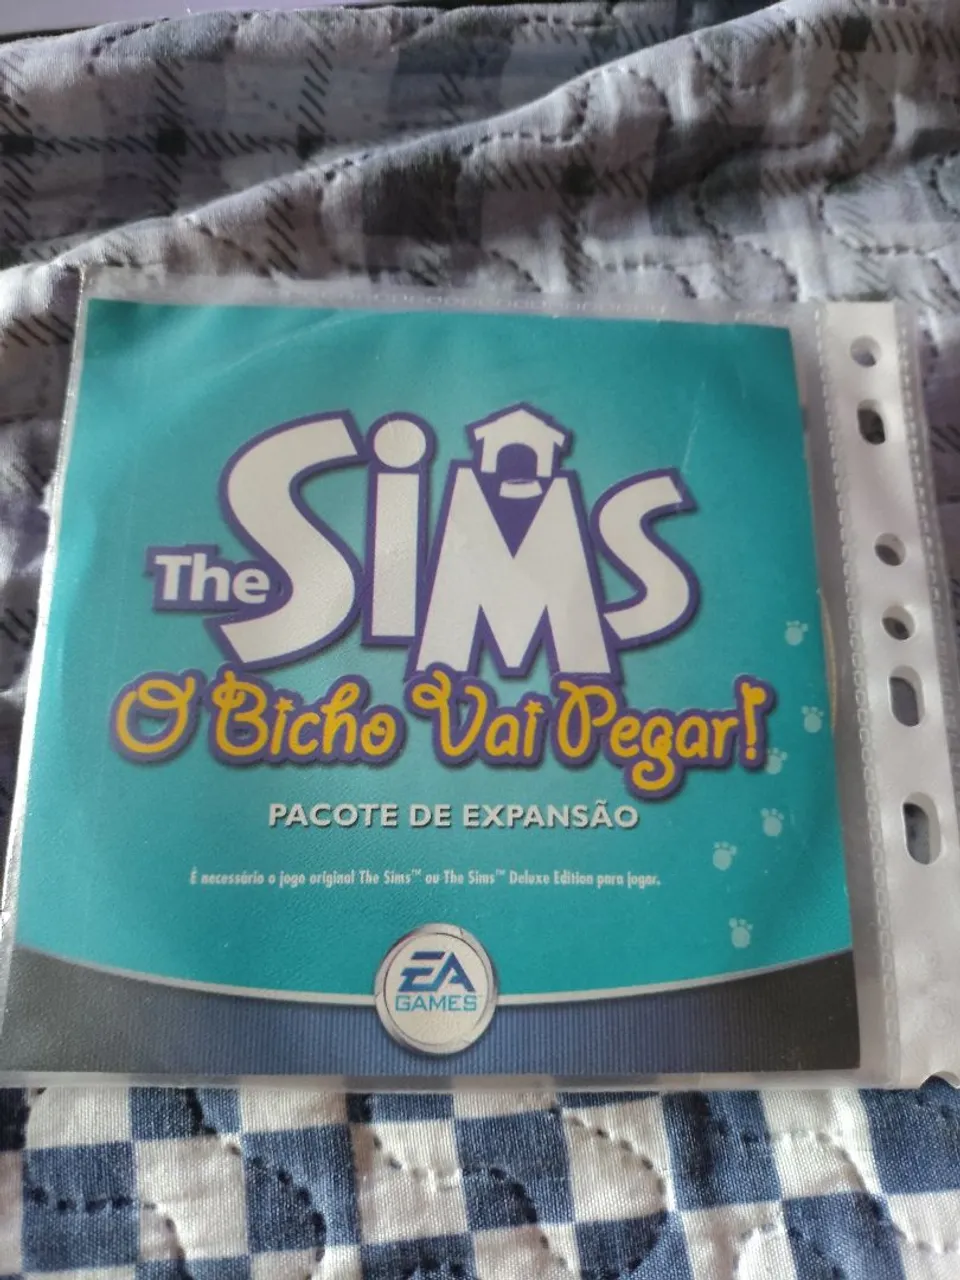 The Sims
O Bicho Vai Pegar!
PACOTE DE EXPANSÃO
É necessário o jogo original The Sims™ ou The Sims™ Deluxe Edition para jogar.
EA
GAMES™